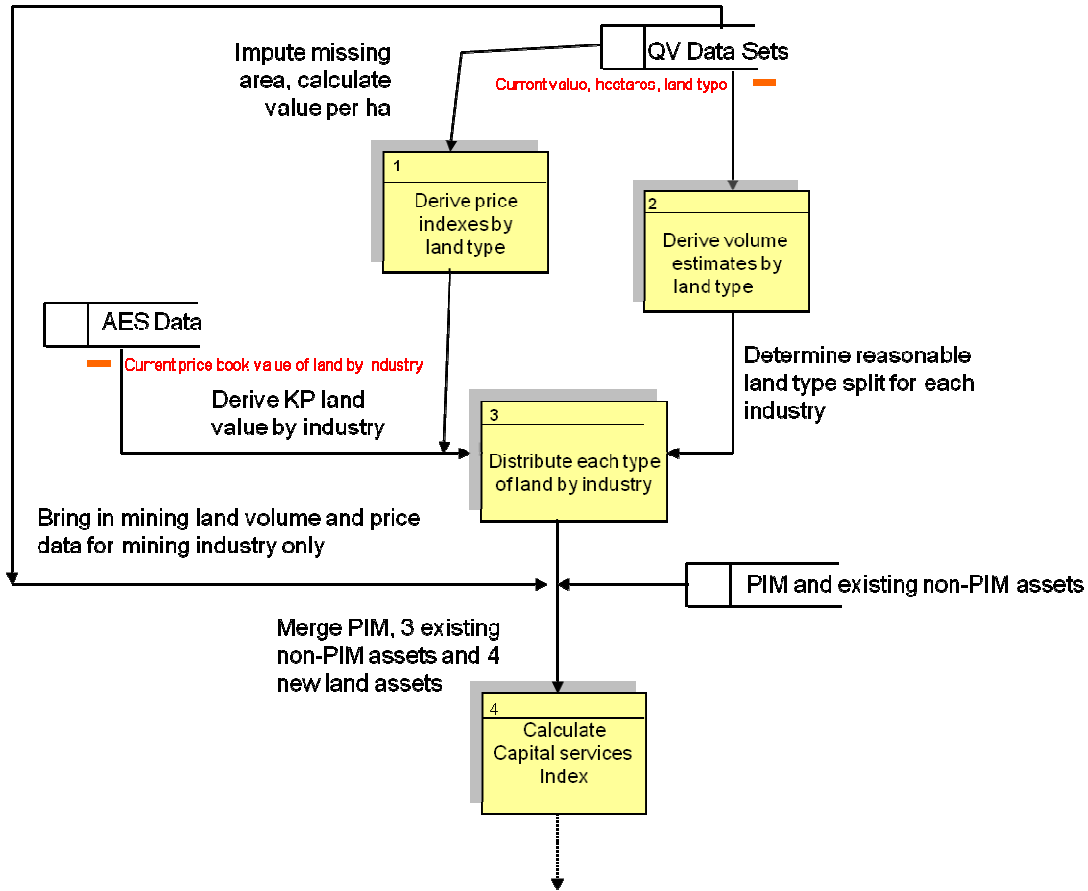 QV Data Sets
Current value, hectares, land type
Impute missing
area, calculate
value per ha
1
Derive price
indexes by
land type
2
Derive volume
estimates by
land type
AES Data
Current price book value of land by industry
Derive KP land
value by industry
Determine reasonable
land type split for each
industry
3
Distribute each type
of land by industry
Bring in mining land volume and price
data for mining industry only
PIM and existing non-PIM assets
Merge PIM, 3 existing
non-PIM assets and 4
new land assets
4
Calculate
Capital services
Index